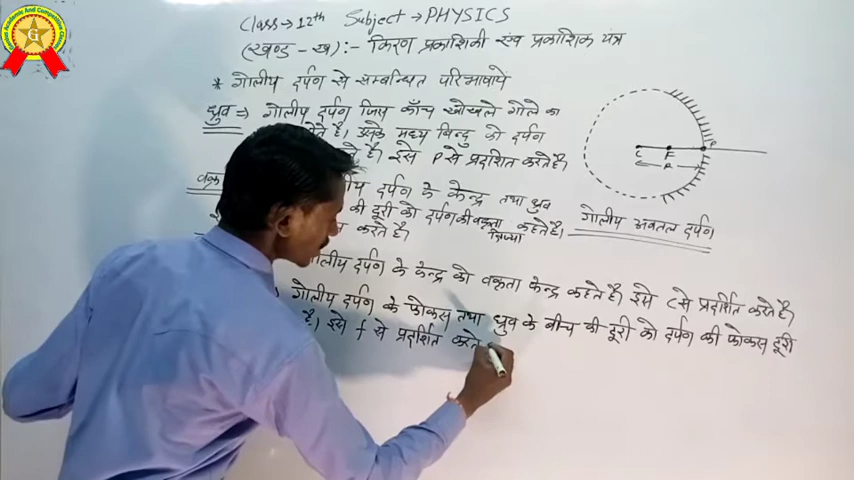 Class → 12th Subject → PHYSICS
(खण्ड - ख) :- किरण प्रकाशिकी एवं प्रकाशिक यंत्र
* गोलीय दर्पण से सम्बन्धित परिभाषायें
ध्रुव ⇒ गोलीय दर्पण जिस काँच खोखले गोले का
होते है। उसके मध्य बिन्दु को दर्पण
है। इसे P से प्रदर्शित करते है।
दर्पण के केन्द्र तथा ध्रुव
की दूरी को दर्पण की वक्रता
त्रिज्या
कहते है।
करते है।
गोलीय दर्पण के केन्द्र को वक्रता केन्द्र कहते है। इसे C से प्रदर्शित करते है।
गोलीय दर्पण के फोकस तथा ध्रुव के बीच की दूरी को दर्पण की फोकस दूरी
है। इसे f से प्रदर्शित करते
P
C F
R
गोलीय अवतल दर्पण
G